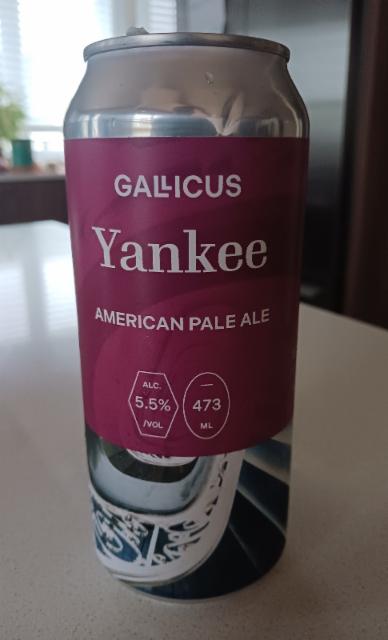 GALLICUS
Yankee
AMERICAN PALE ALE
ALC.
5.5%
/VOL
473
ML